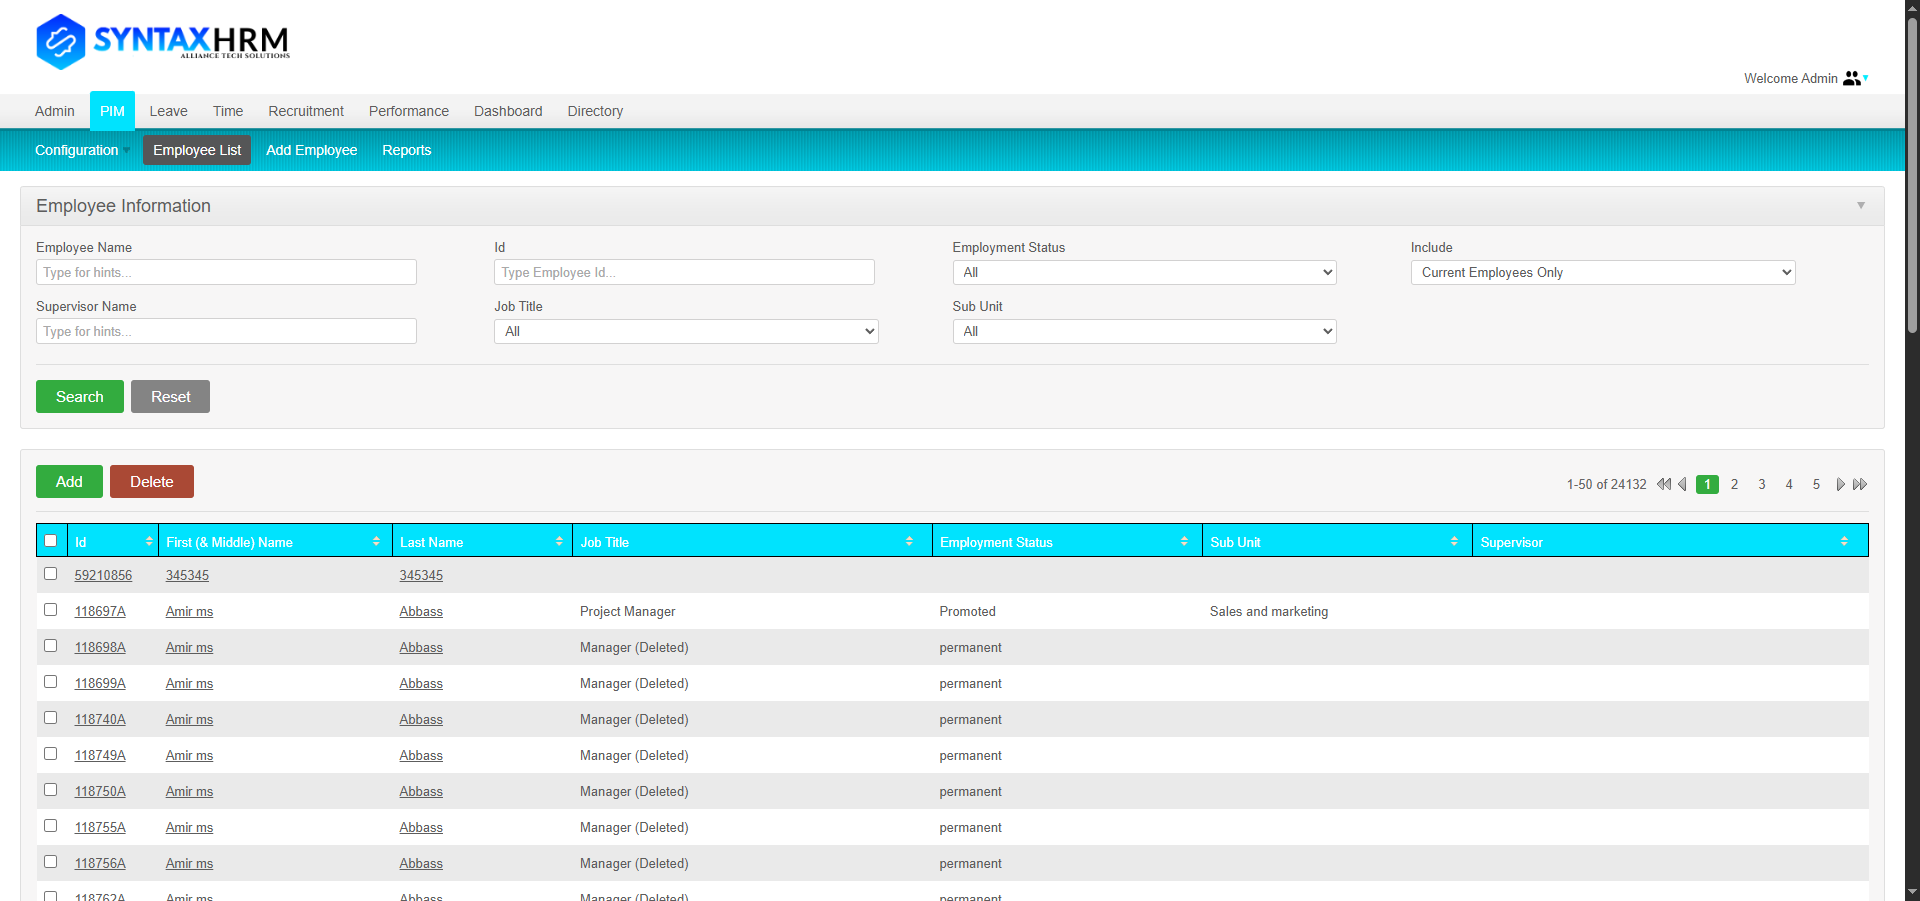 SYNTAXHRM
ALLIANCE TECH SOLUTIONS
Welcome Admin
Admin PIM Leave Time Recruitment Performance Dashboard Directory
Configuration Employee List Add Employee Reports
Employee Information
Employee Name Id Employment Status Include
Type for hints... Type Employee Id... All Current Employees Only
Supervisor Name Job Title Sub Unit
Type for hints... All All
Search Reset
Add Delete
1-50 of 24132 1 2 3 4 5
Id First (& Middle) Name Last Name Job Title Employment Status Sub Unit Supervisor
59210856 345345 345345
118697A Amir ms Abbass Project Manager Promoted Sales and marketing
118698A Amir ms Abbass Manager (Deleted) permanent
118699A Amir ms Abbass Manager (Deleted) permanent
118740A Amir ms Abbass Manager (Deleted) permanent
118749A Amir ms Abbass Manager (Deleted) permanent
118750A Amir ms Abbass Manager (Deleted) permanent
118755A Amir ms Abbass Manager (Deleted) permanent
118756A Amir ms Abbass Manager (Deleted) permanent
118762A Amir ms Abbass Manager (Deleted) permanent